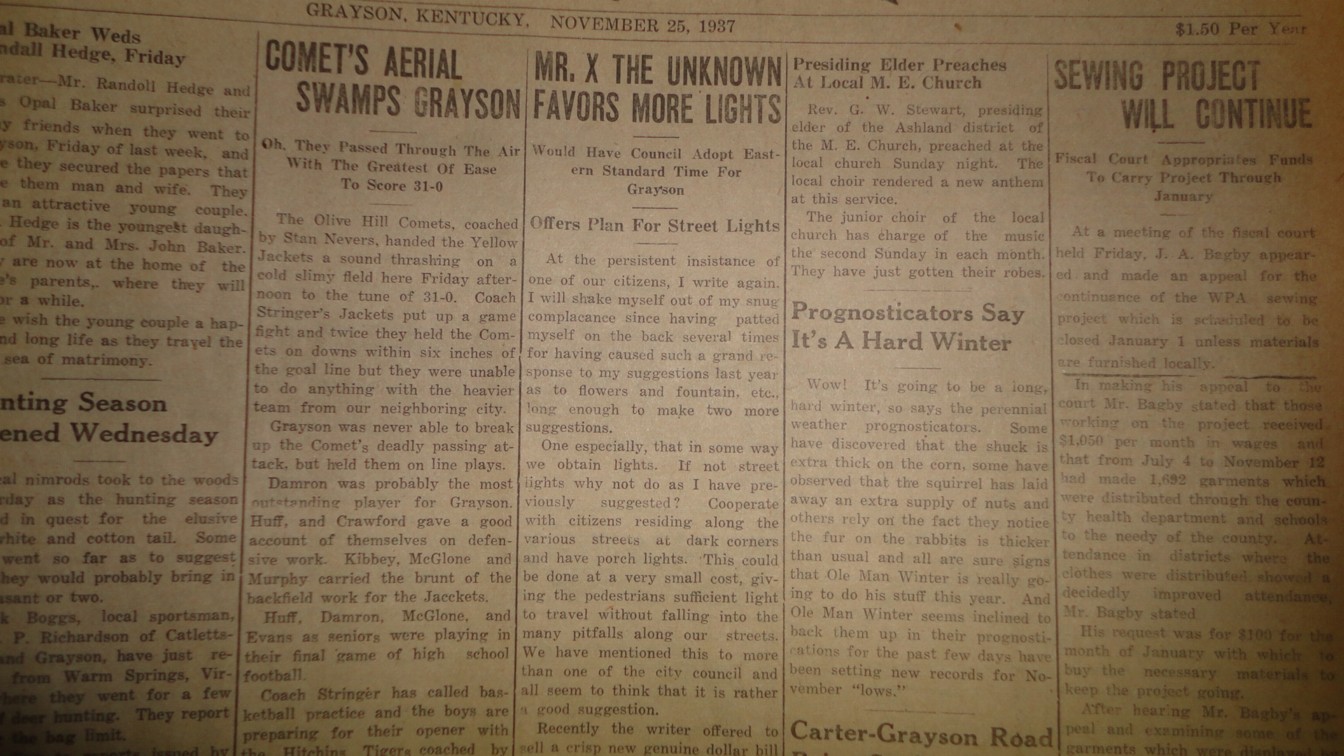 GRAYSON, KENTUCKY, NOVEMBER 25, 1937
$1.50 Per Year
al Baker Weds
ndall Hedge, Friday
rater—Mr. Randoll Hedge and
s Opal Baker surprised their
y friends when they went to
yson, Friday of last week, and
e they secured the papers that
e them man and wife. They
an attractive young couple.
. Hedge is the youngest daugh-
of Mr. and Mrs. John Baker.
y are now at the home of the
e's parents,. where they will
or a while.
e wish the young couple a hap-
nd long life as they travel the
sea of matrimony.
nting Season
ened Wednesday
al nimrods took to the woods
rday as the hunting season
d in quest for the elusive
white and cotton tail. Some
went so far as to suggest
hey would probably bring in
sant or two.
k Boggs, local sportsman,
. P. Richardson of Catletts-
and Grayson, have just re-
from Warm Springs, Vir-
here they went for a few
deer hunting. They report
the bag limit.
reports issued by
COMET'S AERIAL
SWAMPS GRAYSON
Oh, They Passed Through The Air
With The Greatest Of Ease
To Score 31-0
The Olive Hill Comets, coached
by Stan Nevers, handed the Yellow
Jackets a sound thrashing on a
cold slimy field here Friday after-
noon to the tune of 31-0. Coach
Stringer's Jackets put up a game
fight and twice they held the Com-
ets on downs within six inches of
the goal line but they were unable
to do anything with the heavier
team from our neighboring city.
Grayson was never able to break
up the Comet's deadly passing at-
tack, but held them on line plays.
Damron was probably the most
outstanding player for Grayson.
Huff, and Crawford gave a good
account of themselves on defen-
sive work. Kibbey, McGlone and
Murphy carried the brunt of the
backfield work for the Jackets.
Huff, Damron, McGlone, and
Evans as seniors were playing in
their final game of high school
football.
Coach Stringer has called bas-
ketball practice and the boys are
preparing for their opener with
the Hitchins Tigers coached by
MR. X THE UNKNOWN
FAVORS MORE LIGHTS
Would Have Council Adopt East-
ern Standard Time For
Grayson
Offers Plan For Street Lights
At the persistent insistance of
one of our citizens, I write again.
I will shake myself out of my snug
complacance since having patted
myself on the back several times
for having caused such a grand re-
sponse to my suggestions last year
as to flowers and fountain, etc.,
long enough to make two more
suggestions.
One especially, that in some way
we obtain lights. If not street
lights why not do as I have pre-
viously suggested? Cooperate
with citizens residing along the
various streets at dark corners
and have porch lights. This could
be done at a very small cost, giv-
ing the pedestrians sufficient light
to travel without falling into the
many pitfalls along our streets.
We have mentioned this to more
than one of the city council and
all seem to think that it is rather
a good suggestion.
Recently the writer offered to
sell a crisp new genuine dollar bill
Presiding Elder Preaches
At Local M. E. Church
Rev. G. W. Stewart, presiding
elder of the Ashland district of
the M. E. Church, preached at the
local church Sunday night. The
local choir rendered a new anthem
at this service.
The junior choir of the local
church has charge of the music
the second Sunday in each month.
They have just gotten their robes.
Prognosticators Say
It's A Hard Winter
Wow! It's going to be a long,
hard winter, so says the perennial
weather prognosticators. Some
have discovered that the shuck is
extra thick on the corn, some have
observed that the squirrel has laid
away an extra supply of nuts and
others rely on the fact they notice
the fur on the rabbits is thicker
than usual and all are sure signs
that Ole Man Winter is really go-
ing to do his stuff this year. And
Ole Man Winter seems inclined to
back them up in their prognosti-
cations for the past few days have
been setting new records for No-
vember "lows."
Carter-Grayson Road
SEWING PROJECT
WILL CONTINUE
Fiscal Court Appropriates Funds
To Carry Project Through
January
At a meeting of the fiscal court
held Friday, J. A. Bagby appear-
ed and made an appeal for the
continuance of the WPA sewing
project which is scheduled to be
closed January 1 unless materials
are furnished locally.
In making his appeal to the
court Mr. Bagby stated that those
working on the project received
$1,050 per month in wages and
that from July 4 to November 12
had made 1,692 garments which
were distributed through the coun-
ty health department and schools
to the needy of the county. At-
tendance in districts where the
clothes were distributed showed a
decidedly improved attendance,
Mr. Bagby stated
His request was for $100 for the
month of January with which to
buy the necessary materials to
keep the project going.
After hearing Mr. Bagby's ap-
peal and examining some of the
garments which were